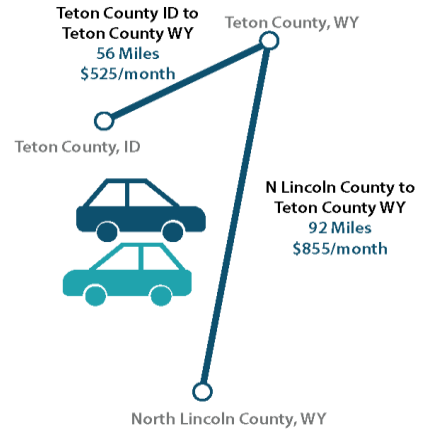 Teton County ID to
Teton County WY
56 Miles
$525/month
Teton County, WY
Teton County, ID
N Lincoln County to
Teton County WY
92 Miles
$855/month
North Lincoln County, WY